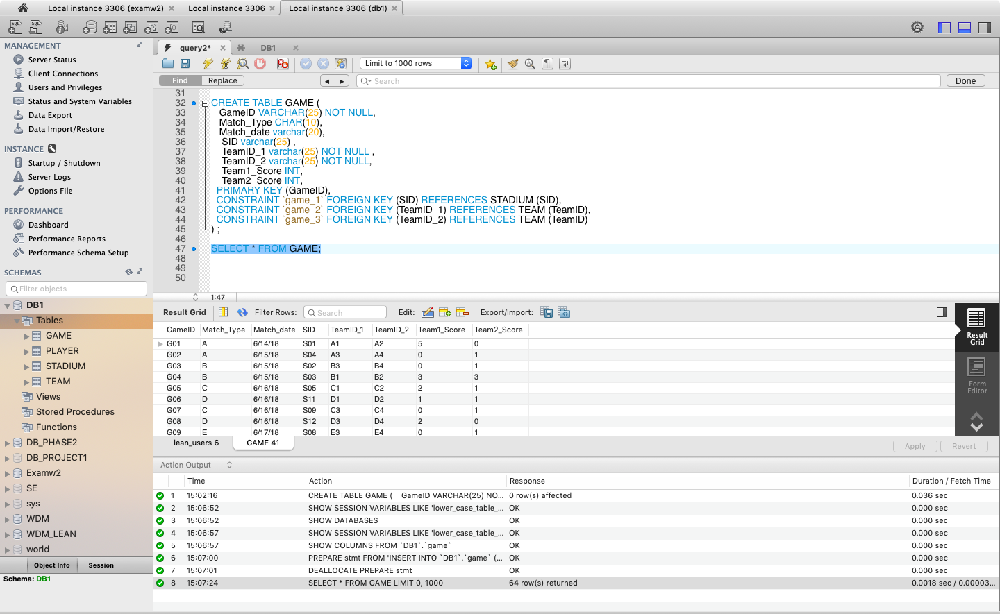 Local instance 3306 (examw2) Local instance 3306 Local instance 3306 (db1)
MANAGEMENT
Server Status
Client Connections
Users and Privileges
Status and System Variables
Data Export
Data Import/Restore
INSTANCE
Startup / Shutdown
Server Logs
Options File
PERFORMANCE
Dashboard
Performance Reports
Performance Schema Setup
SCHEMAS
Filter objects
DB1
Tables
GAME
PLAYER
STADIUM
TEAM
Views
Stored Procedures
Functions
DB_PHASE2
DB_PROJECT1
Examw2
SE
sys
WDM
WDM_LEAN
world
Object Info Session
Schema: DB1
query2* DB1
Limit to 1000 rows
Find Replace Search Done
31
32 CREATE TABLE GAME (
33 GameID VARCHAR(25) NOT NULL,
34 Match_Type CHAR(10),
35 Match_date varchar(20),
36 SID varchar(25) ,
37 TeamID_1 varchar(25) NOT NULL ,
38 TeamID_2 varchar(25) NOT NULL,
39 Team1_Score INT,
40 Team2_Score INT,
41 PRIMARY KEY (GameID),
42 CONSTRAINT `game_1` FOREIGN KEY (SID) REFERENCES STADIUM (SID),
43 CONSTRAINT `game_2` FOREIGN KEY (TeamID_1) REFERENCES TEAM (TeamID),
44 CONSTRAINT `game_3` FOREIGN KEY (TeamID_2) REFERENCES TEAM (TeamID)
45 ) ;
46
47 SELECT * FROM GAME;
48
49
50
1:47
Result Grid Filter Rows: Search Edit: Export/Import:
GameID Match_Type Match_date SID TeamID_1 TeamID_2 Team1_Score Team2_Score
G01 A 6/14/18 S01 A1 A2 5 0
G02 A 6/15/18 S04 A3 A4 0 1
G03 B 6/15/18 S02 B3 B4 0 1
G04 B 6/15/18 S03 B1 B2 3 3
G05 C 6/16/18 S05 C1 C2 2 1
G06 D 6/16/18 S11 D1 D2 1 1
G07 C 6/16/18 S09 C3 C4 0 1
G08 D 6/16/18 S12 D3 D4 2 0
G09 E 6/17/18 S08 E3 E4 0 1
Result
Grid
Form
Editor
lean_users 6 GAME 41 Apply Revert
Action Output
Time Action Response Duration / Fetch Time
1 15:02:16 CREATE TABLE GAME ( GameID VARCHAR(25) NO... 0 row(s) affected 0.036 sec
2 15:06:52 SHOW SESSION VARIABLES LIKE 'lower_case_table_... OK 0.000 sec
3 15:06:52 SHOW DATABASES OK 0.000 sec
4 15:06:57 SHOW SESSION VARIABLES LIKE 'lower_case_table_... OK 0.000 sec
5 15:06:57 SHOW COLUMNS FROM `DB1`.`game` OK 0.000 sec
6 15:07:00 PREPARE stmt FROM 'INSERT INTO `DB1`.`game` (... OK 0.000 sec
7 15:07:01 DEALLOCATE PREPARE stmt OK 0.000 sec
8 15:07:24 SELECT * FROM GAME LIMIT 0, 1000 64 row(s) returned 0.0018 sec / 0.00003...